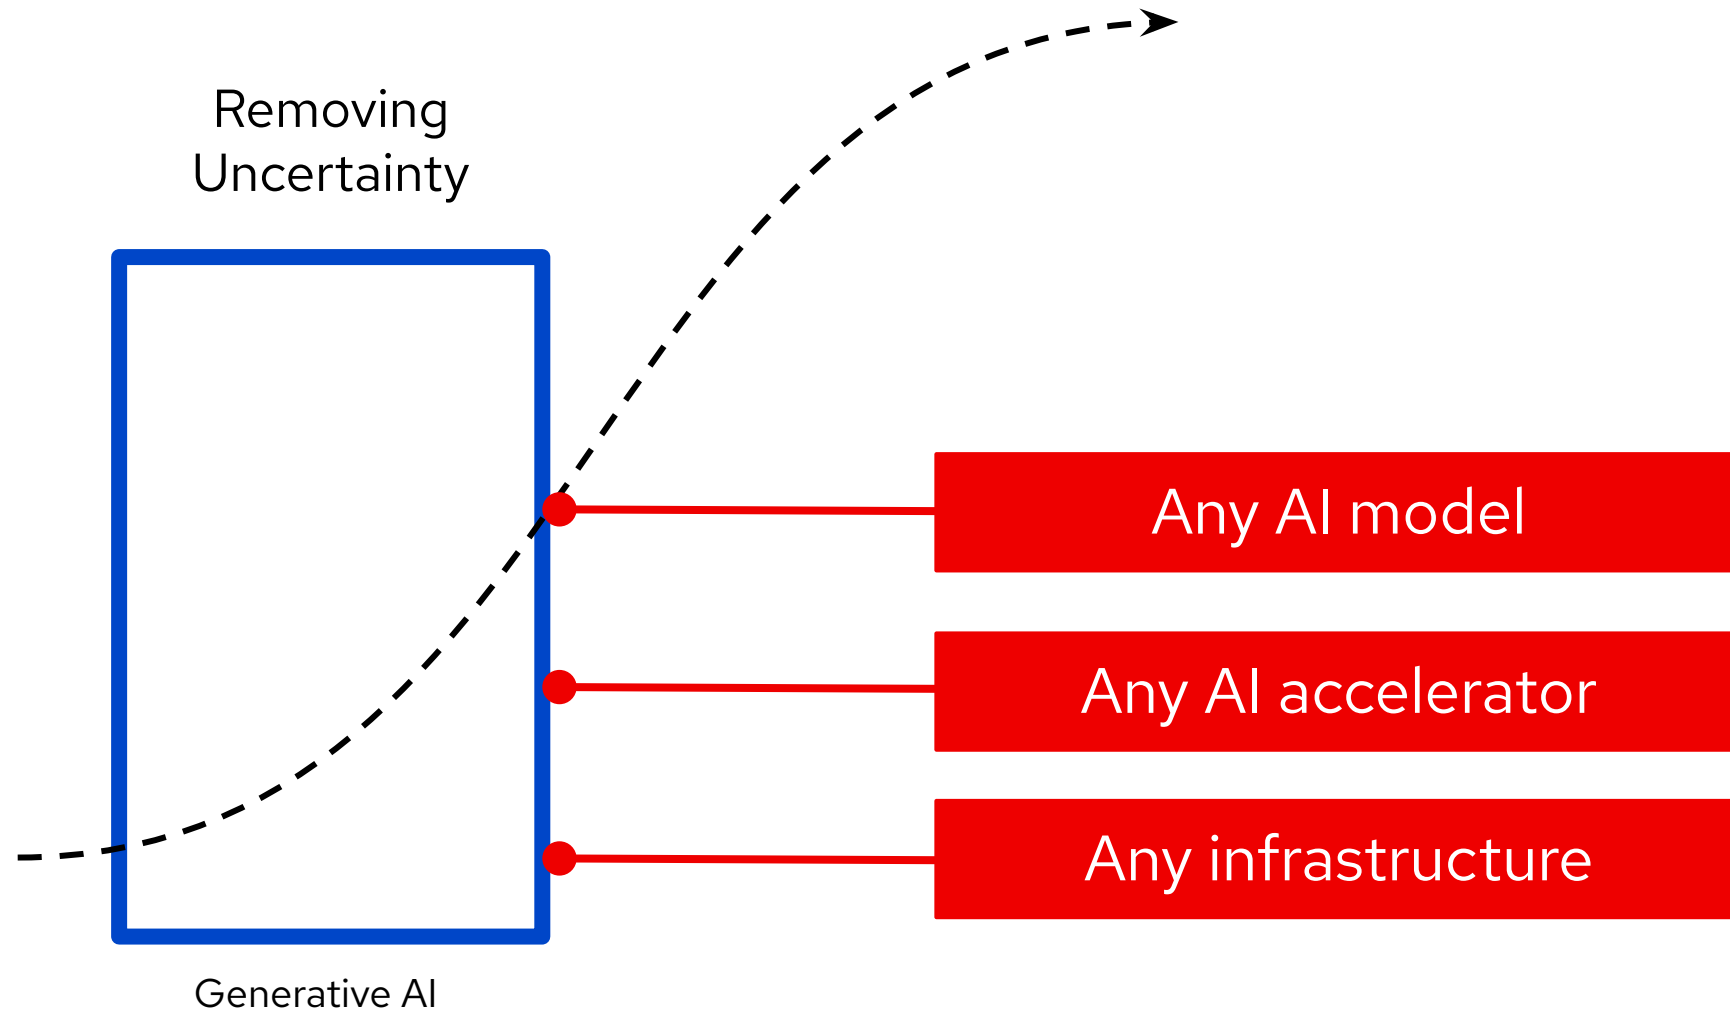 Removing
Uncertainty
Any AI model
Any AI accelerator
Any infrastructure
Generative AI